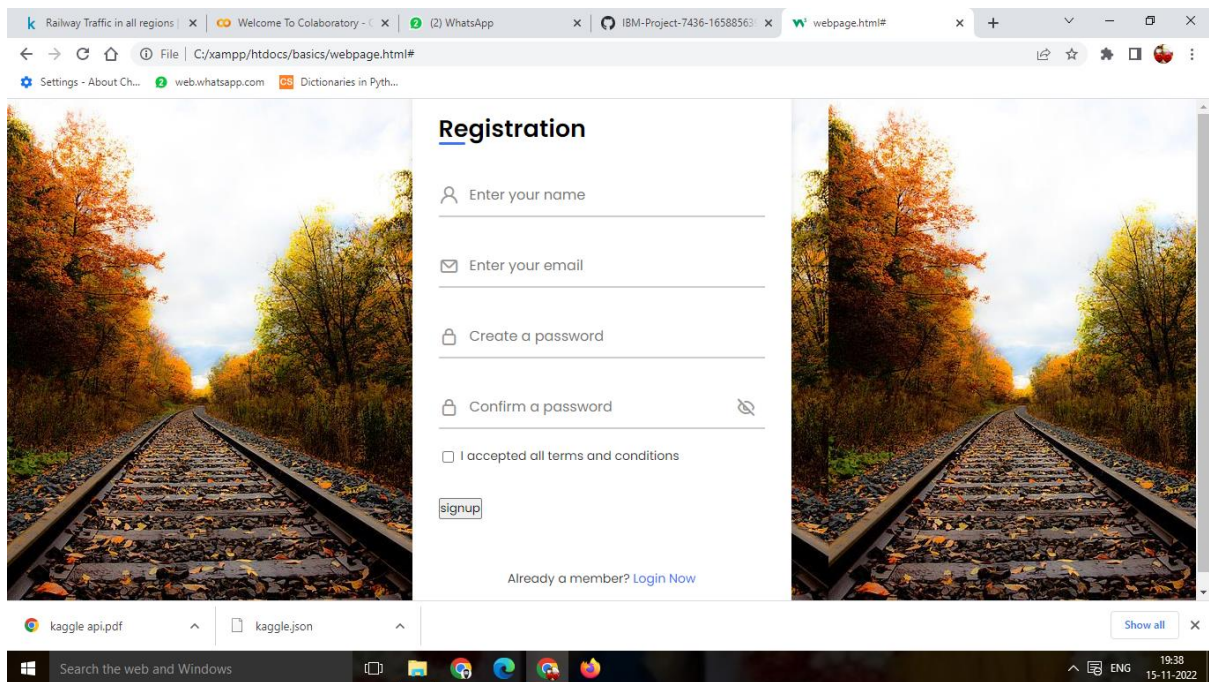 Railway Traffic in all regions |
Welcome To Colaboratory - C
(2) WhatsApp
IBM-Project-7436-16588563
webpage.html#
File | C:/xampp/htdocs/basics/webpage.html#
Settings - About Ch...
web.whatsapp.com
Dictionaries in Pyth...
Registration
Enter your name
Enter your email
Create a password
Confirm a password
I accepted all terms and conditions
signup
Already a member? Login Now
kaggle api.pdf
kaggle.json
Show all
Search the web and Windows
ENG
19:38
15-11-2022